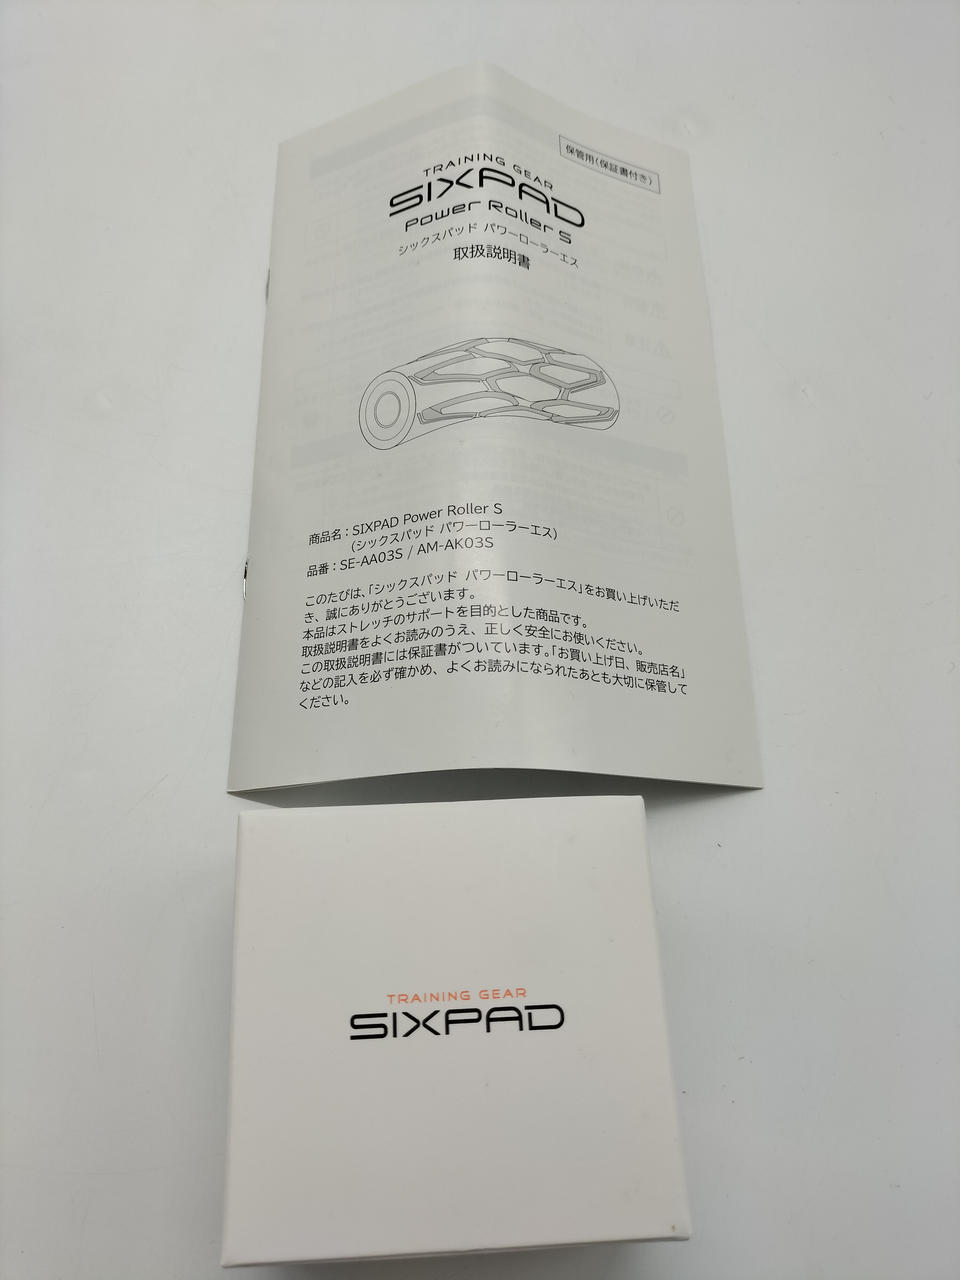 保管用(保証書付き)
TRAINING GEAR
SIXPAD
Power Roller S
シックスパッド パワーローラーエス
取扱説明書
商品名：SIXPAD Power Roller S
（シックスパッド パワーローラーエス）
品番：SE-AA03S / AM-AK03S
このたびは、「シックスパッド パワーローラーエス」をお買い上げいただ
き、誠にありがとうございます。
本品はストレッチのサポートを目的とした商品です。
取扱説明書をよくお読みのうえ、正しく安全にお使いください。
この取扱説明書には保証書がついています。「お買い上げ日、販売店名」
などの記入を必ず確かめ、よくお読みになられたあとも大切に保管して
ください。
TRAINING GEAR
SIXPAD